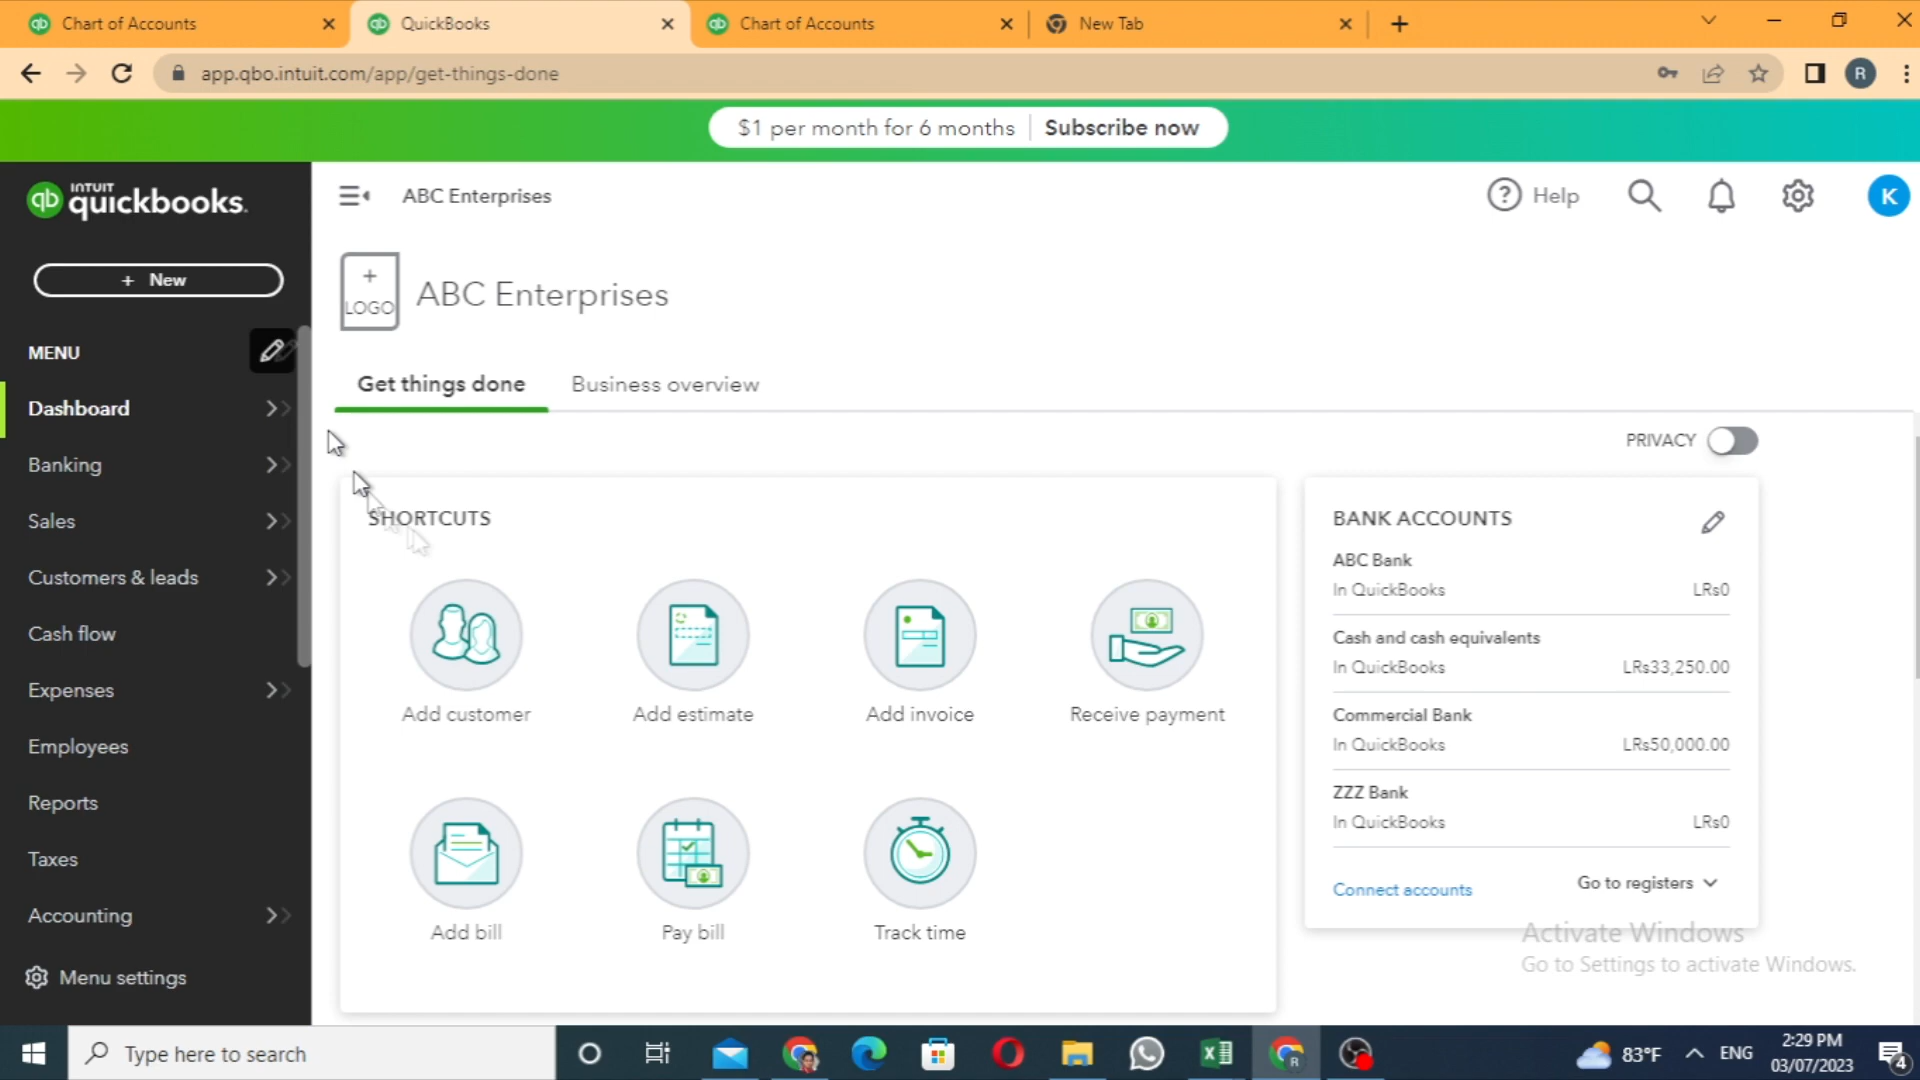 Chart of Accounts
QuickBooks
Chart of Accounts
New Tab
app.qbo.intuit.com/app/get-things-done
R
$1 per month for 6 months
Subscribe now
qb INTUIT quickbooks.
ABC Enterprises
Help
K
+ New
+ LOGO
ABC Enterprises
MENU
Get things done
Business overview
Dashboard
PRIVACY
Banking
SHORTCUTS
BANK ACCOUNTS
Sales
ABC Bank
In QuickBooks LRs0
Customers & leads
Cash flow
Cash and cash equivalents
In QuickBooks LRs33,250.00
Expenses
Add customer
Add estimate
Add invoice
Receive payment
Commercial Bank
In QuickBooks LRs50,000.00
Employees
ZZZ Bank
In QuickBooks LRs0
Reports
Taxes
Connect accounts
Go to registers
Accounting
Add bill
Pay bill
Track time
Activate Windows
Go to Settings to activate Windows.
Menu settings
Type here to search
83°F
ENG
2:29 PM
03/07/2023
4